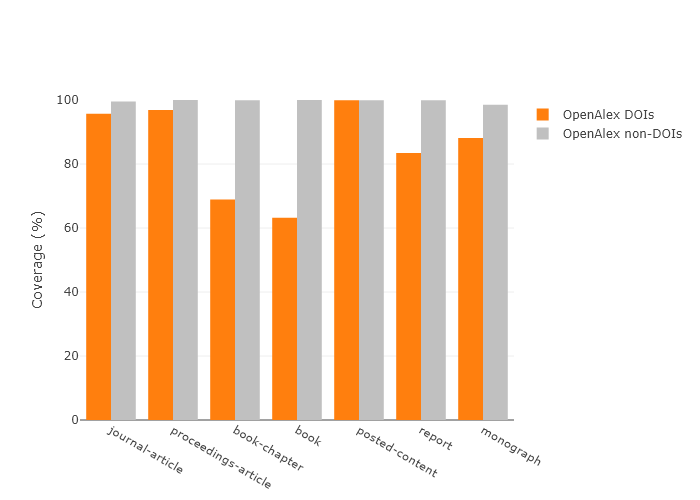 100
80
60
40
20
0
Coverage (%)
journal-article
proceedings-article
book-chapter
book
posted-content
report
monograph
OpenAlex DOIs
OpenAlex non-DOIs